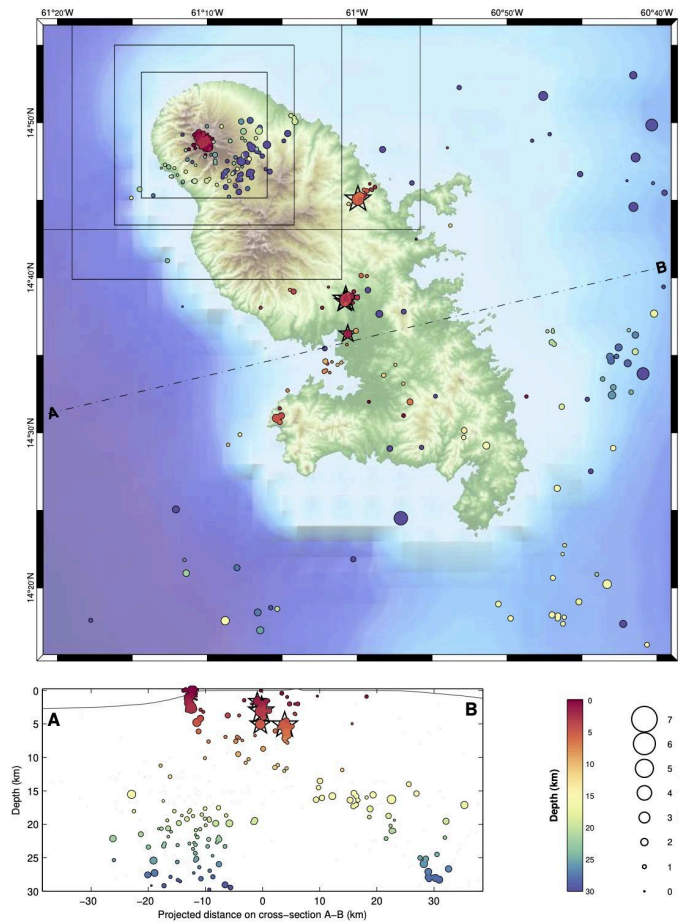 61°20'W 61°10'W 61°W 60°50'W 60°40'W
14°50'N
14°40'N
14°30'N
14°20'N
A
B
0
5
10
15
20
25
30
Depth (km)
A
B
−30 −20 −10 0 10 20 30
Projected distance on cross−section A−B (km)
Depth (km)
0
5
10
15
20
25
30
7
6
5
4
3
2
1
0